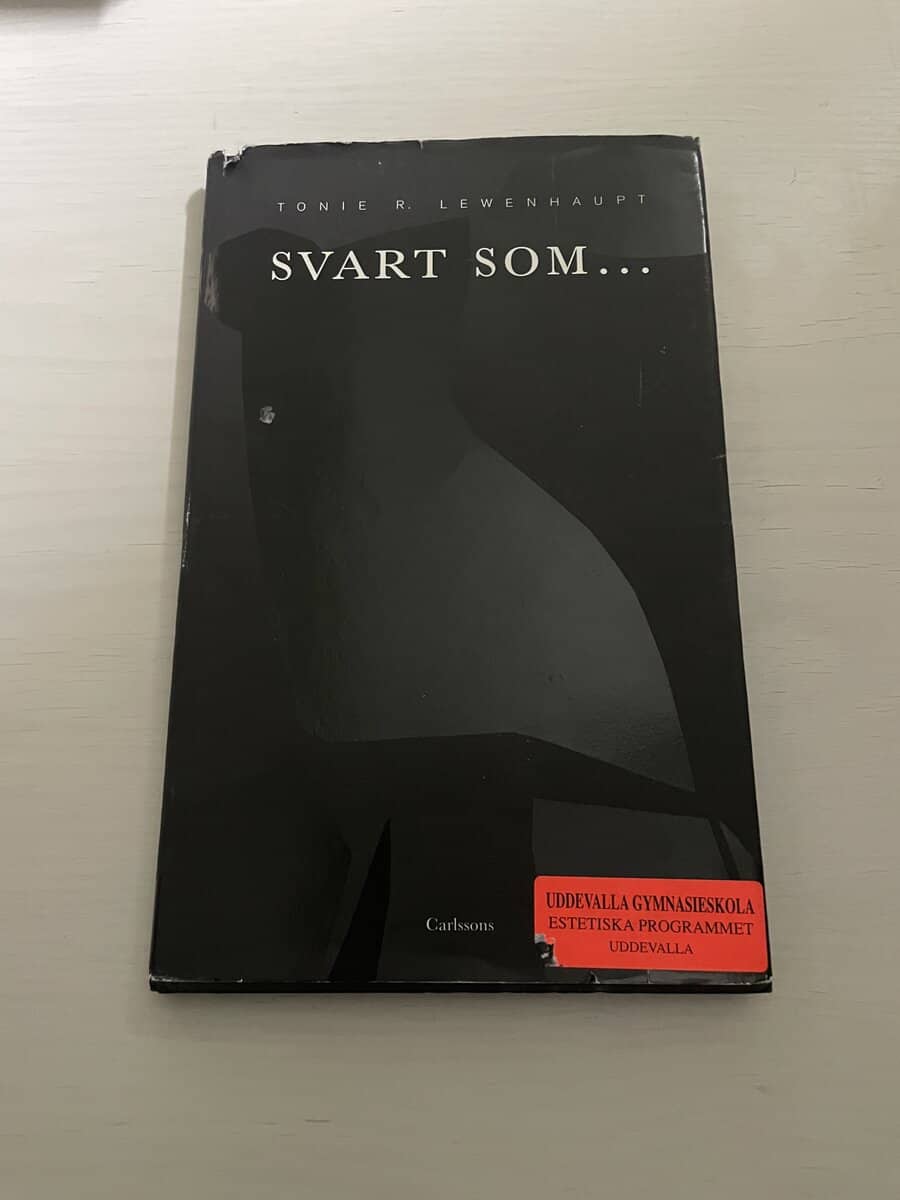 TONIE R. LEWENHAUPT
SVART SOM...
Carlssons
UDDEVALLA GYMNASIESKOLA
ESTETISKA PROGRAMMET
UDDEVALLA